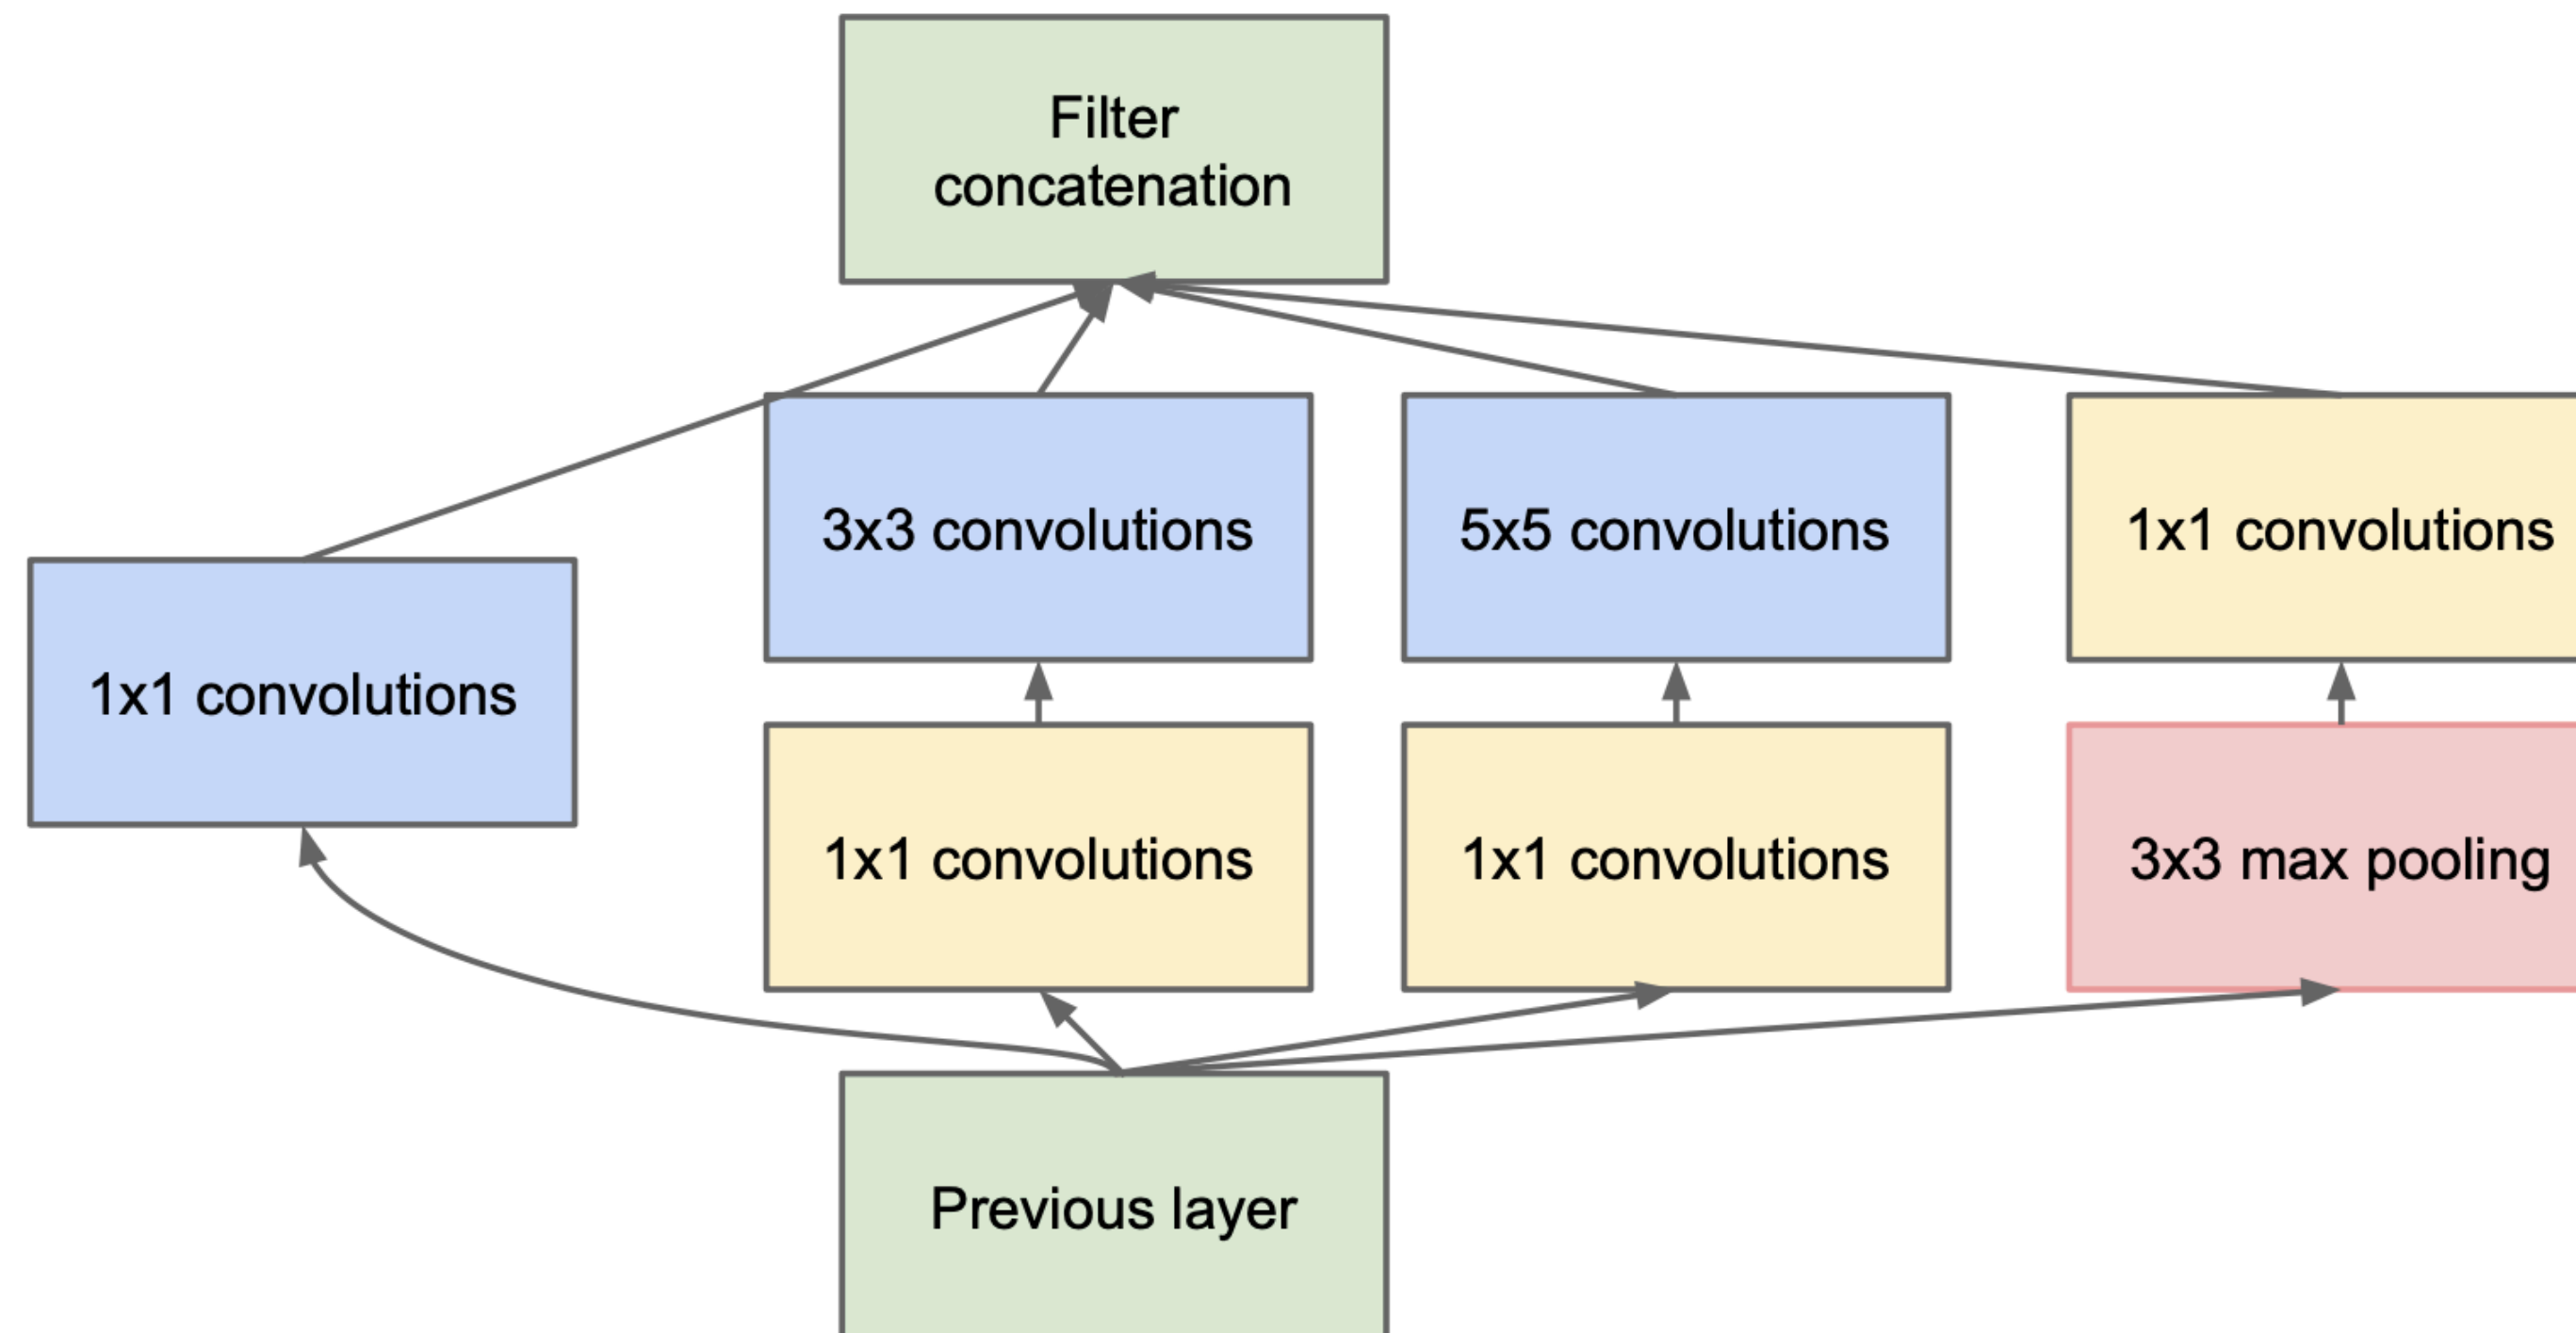 Filter
concatenation
3x3 convolutions
5x5 convolutions
1x1 convolutions
1x1 convolutions
1x1 convolutions
1x1 convolutions
3x3 max pooling
Previous layer